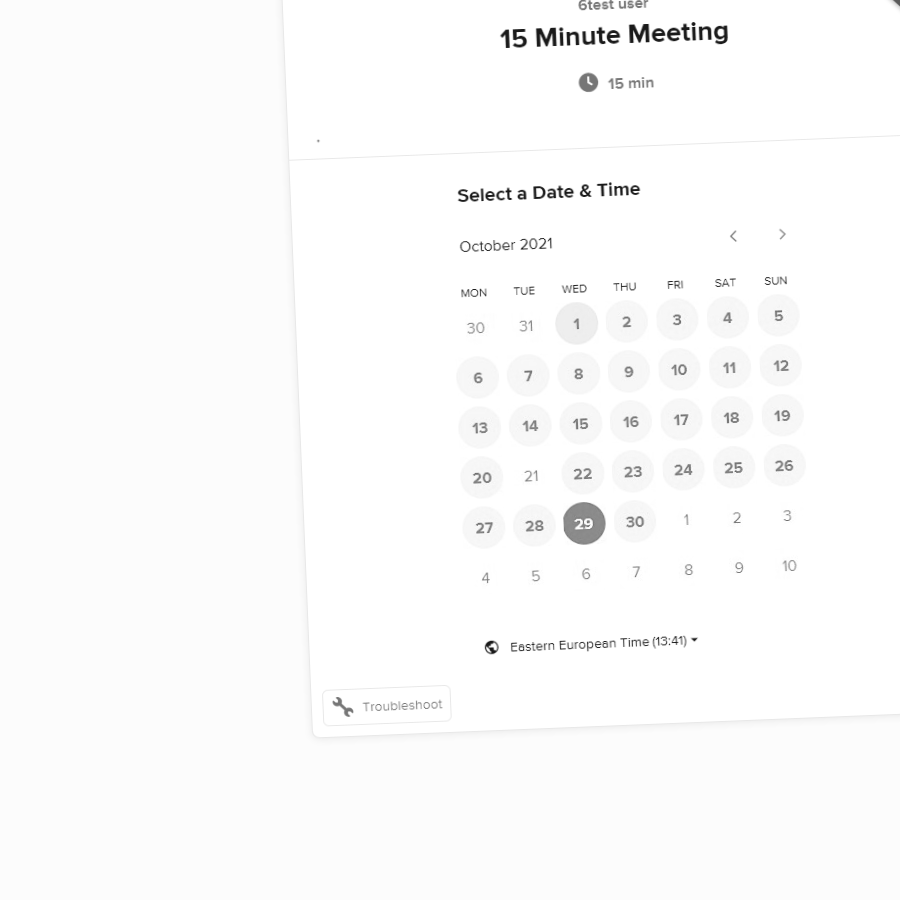 6test user
15 Minute Meeting
15 min
.
Select a Date & Time
October 2021
MON TUE WED THU FRI SAT SUN
30 31 1 2 3 4 5
6 7 8 9 10 11 12
13 14 15 16 17 18 19
20 21 22 23 24 25 26
27 28 29 30 1 2 3
4 5 6 7 8 9 10
Eastern European Time (13:41)
Troubleshoot